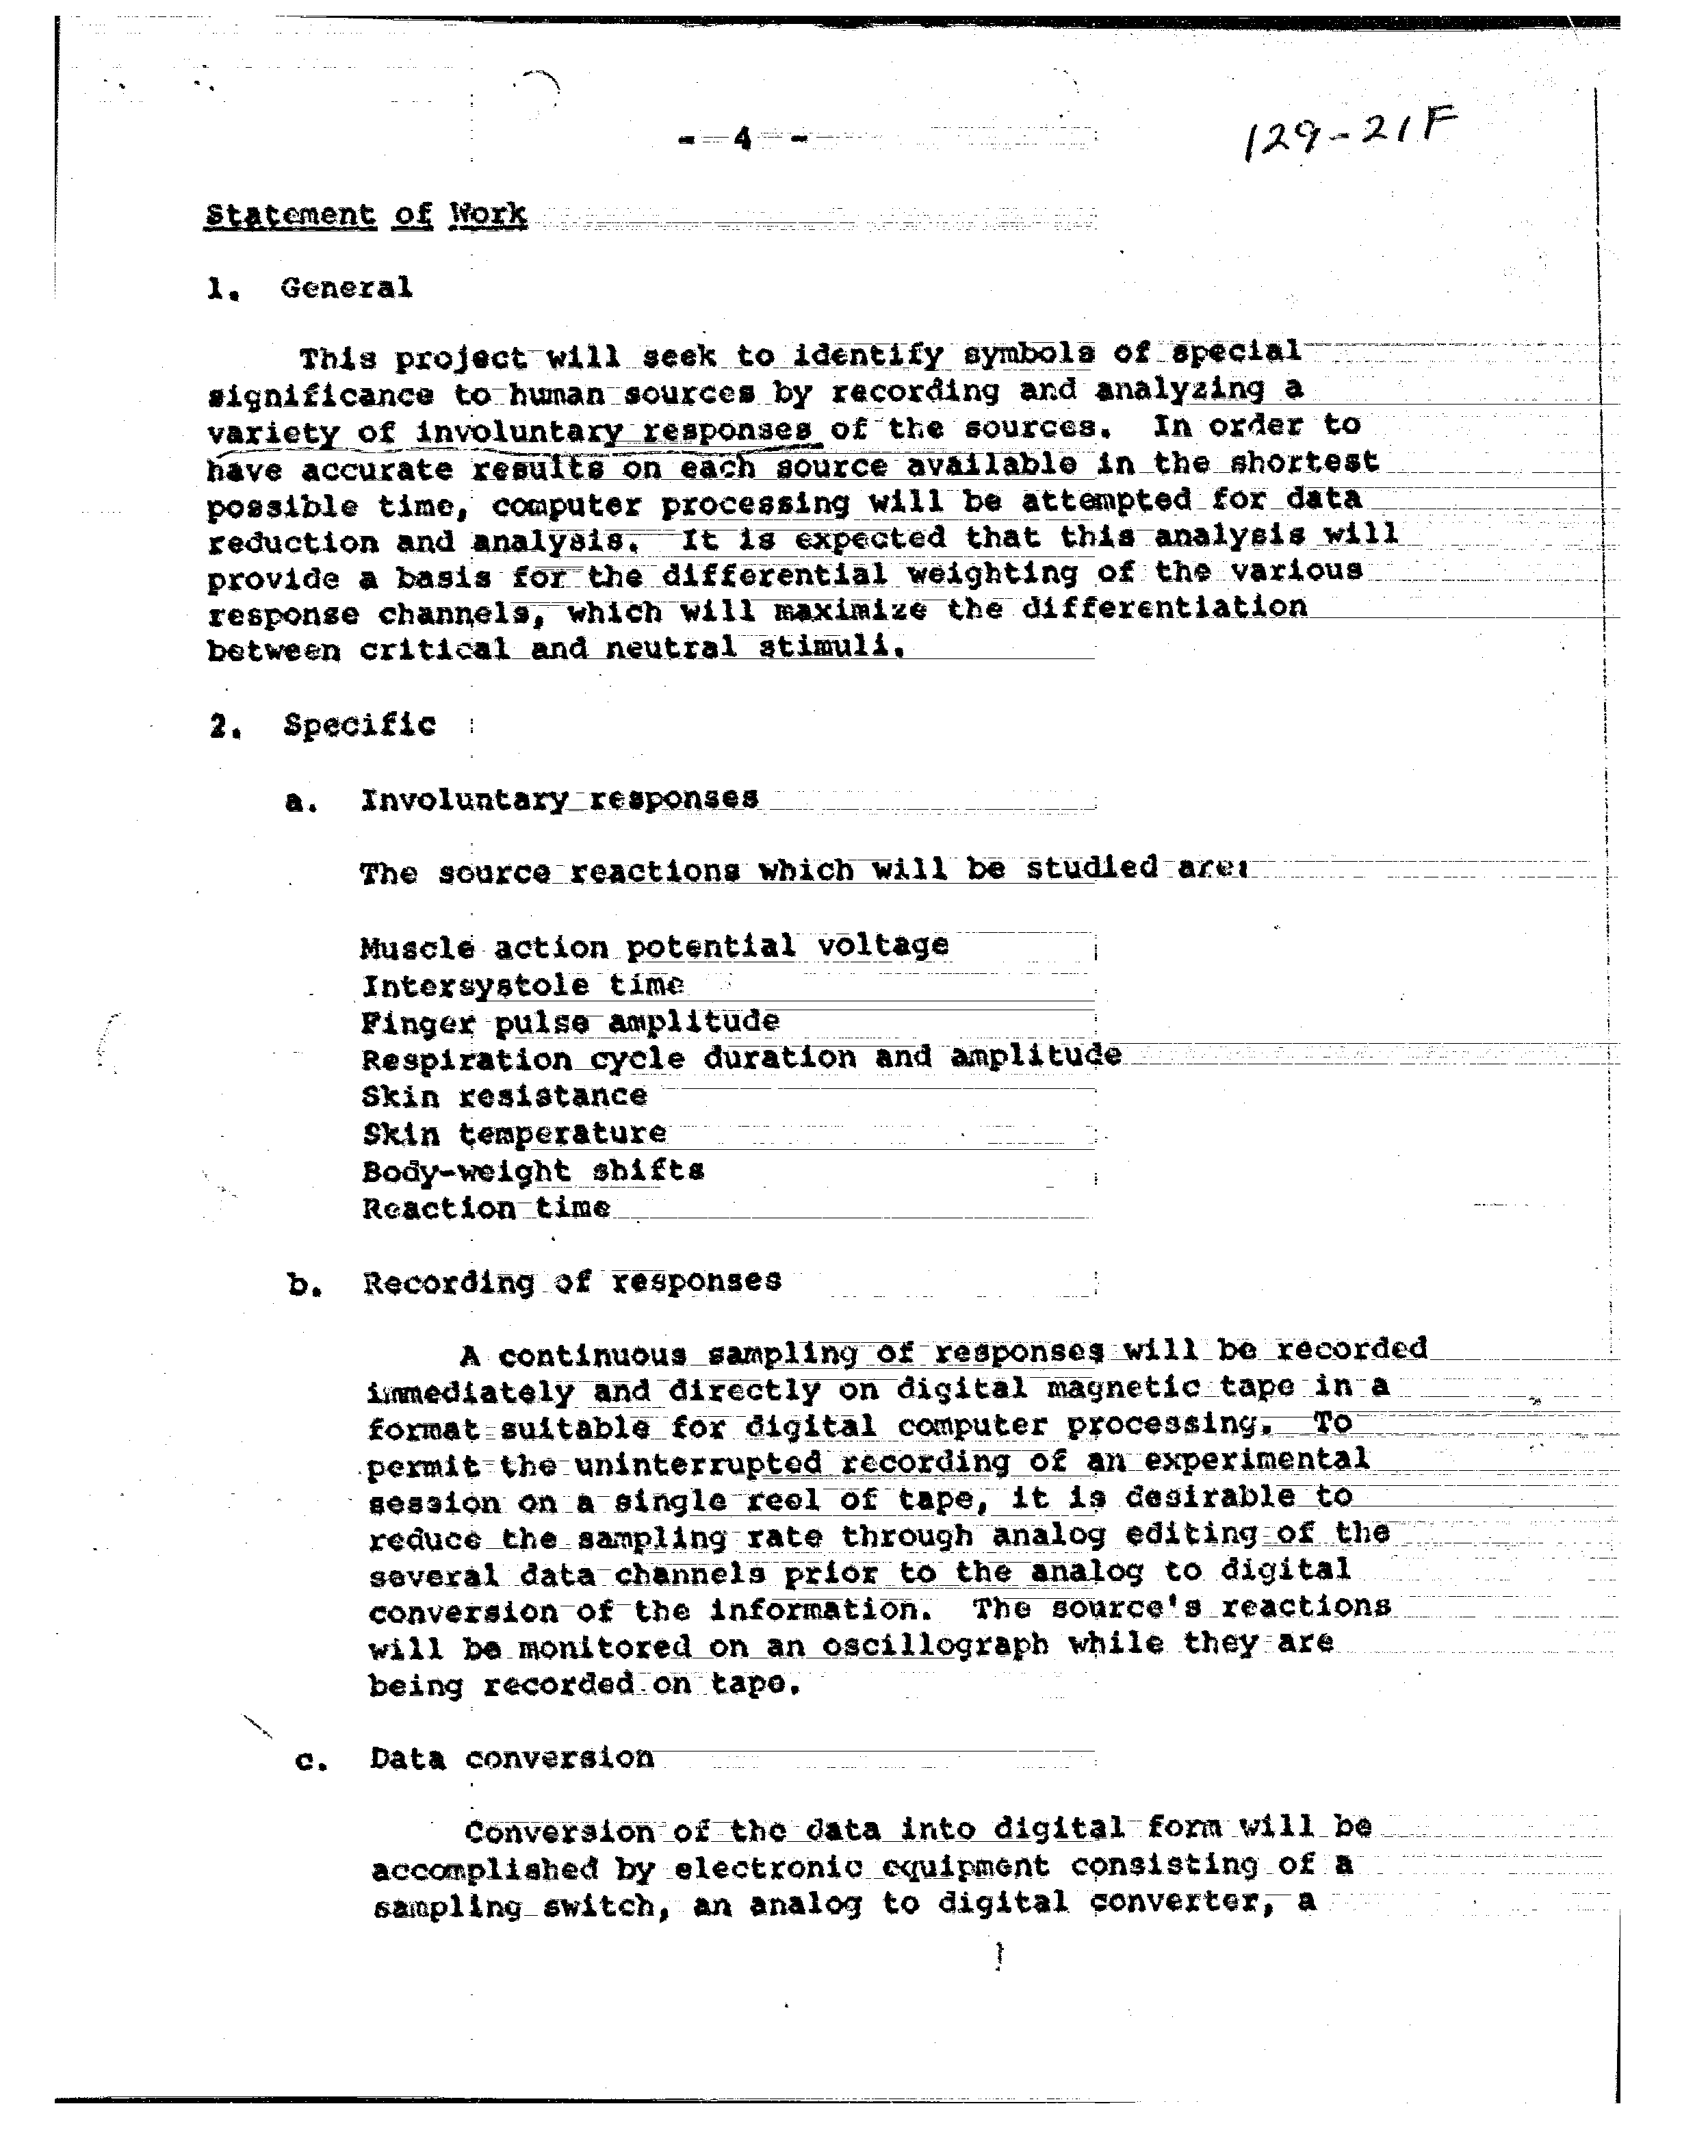 - 4 -
129-21F
Statement of Work
1. General
This project will seek to identify symbols of special
significance to human sources by recording and analyzing a
variety of involuntary responses of the sources. In order to
have accurate results on each source available in the shortest
possible time, computer processing will be attempted for data
reduction and analysis. It is expected that this analysis will
provide a basis for the differential weighting of the various
response channels, which will maximize the differentiation
between critical and neutral stimuli.
2. Specific
a. Involuntary responses
The source reactions which will be studied are:
Muscle action potential voltage
Intersystole time
Finger pulse amplitude
Respiration cycle duration and amplitude
Skin resistance
Skin temperature
Body-weight shifts
Reaction time
b. Recording of responses
A continuous sampling of responses will be recorded
immediately and directly on digital magnetic tape in a
format suitable for digital computer processing. To
permit the uninterrupted recording of an experimental
session on a single reel of tape, it is desirable to
reduce the sampling rate through analog editing of the
several data channels prior to the analog to digital
conversion of the information. The source's reactions
will be monitored on an oscillograph while they are
being recorded on tape.
c. Data conversion
Conversion of the data into digital form will be
accomplished by electronic equipment consisting of a
sampling switch, an analog to digital converter, a